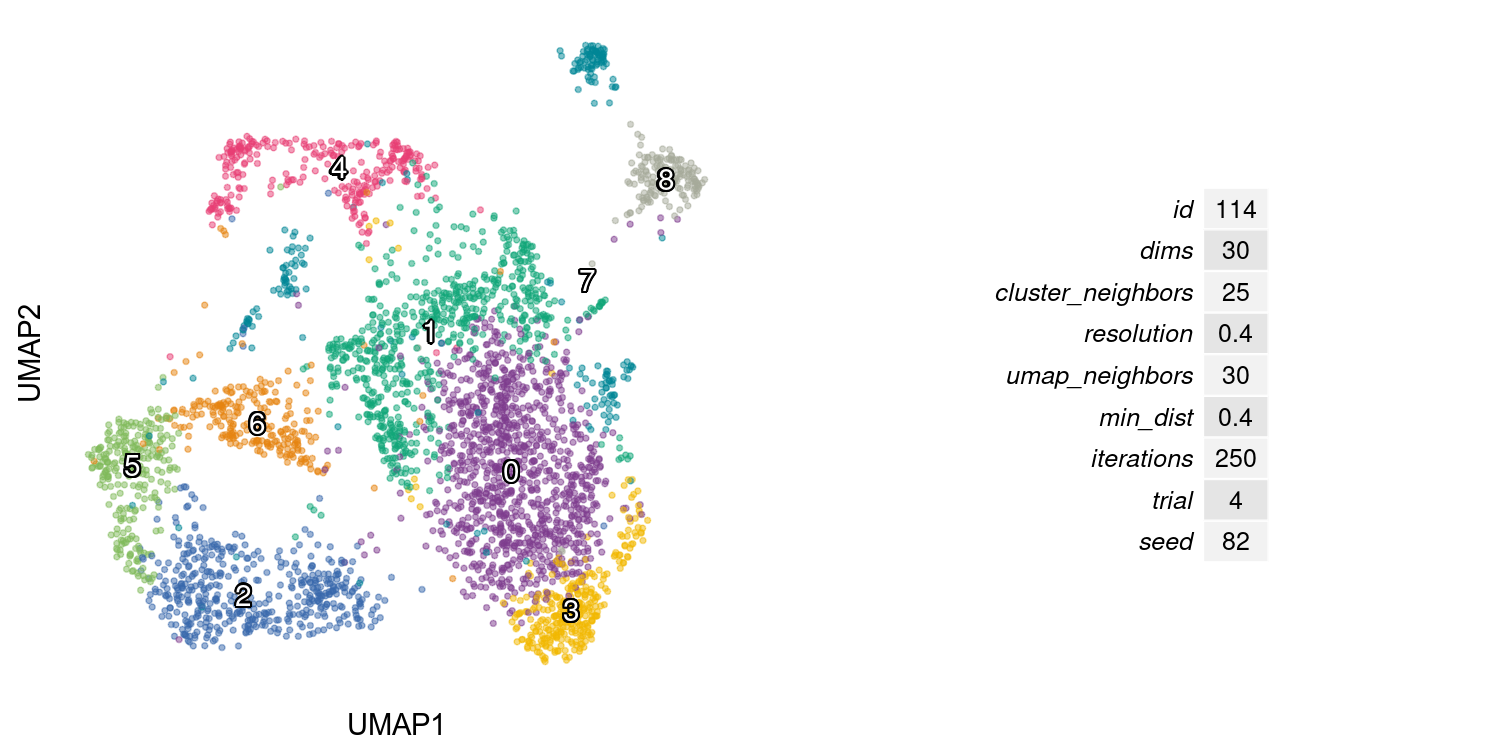 4
8
7
1
6
5
0
2
3
UMAP2
UMAP1
id 114
dims 30
cluster_neighbors 25
resolution 0.4
umap_neighbors 30
min_dist 0.4
iterations 250
trial 4
seed 82